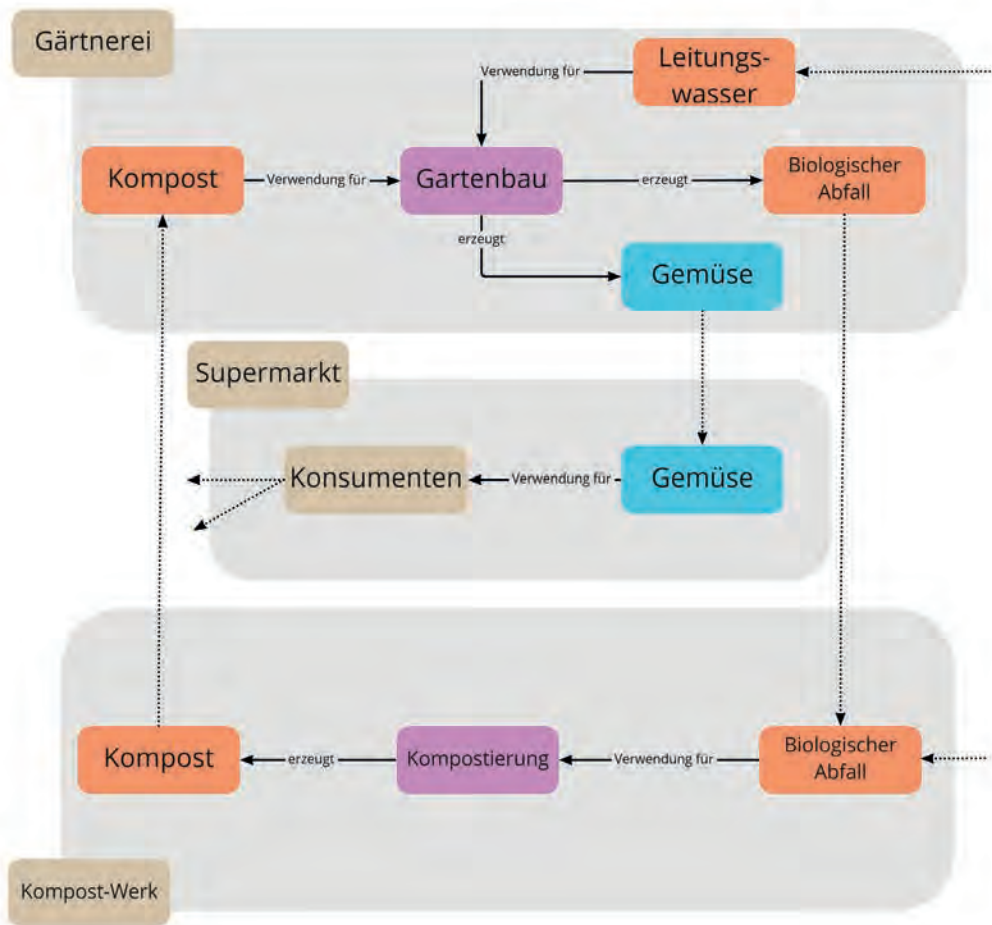 Gärtnerei
Leitungs-
wasser
Verwendung für
Kompost
Verwendung für
Gartenbau
erzeugt
Biologischer
Abfall
erzeugt
Gemüse
Supermarkt
Konsumenten
Verwendung für
Gemüse
Kompost
erzeugt
Kompostierung
Verwendung für
Biologischer
Abfall
Kompost-Werk